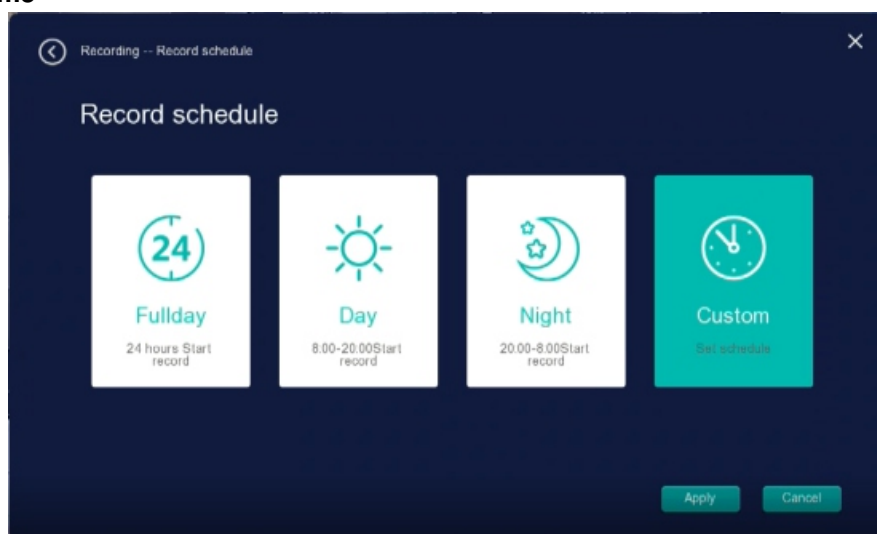 Recording -- Record schedule
Record schedule
24
Fullday
24 hours Start
record
Day
8:00-20:00Start
record
Night
20:00-8:00Start
record
Custom
Set schedule
Apply
Cancel